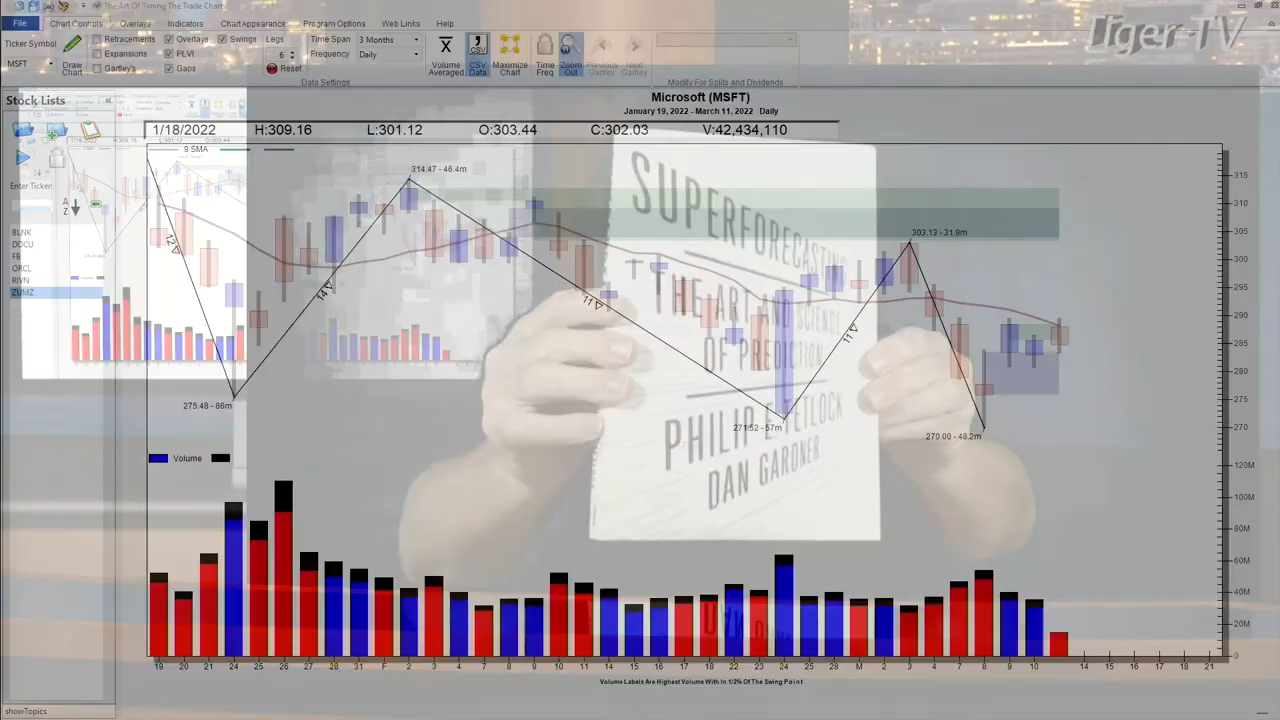 The Art Of Timing The Trade Charts
File Chart Controls Overlays Indicators Chart Appearance Program Options Web Links Help
Tiger-TV
Ticker Symbol
MSFT
Draw Chart
Retracements
Expansions
Gartley's
Overlays
PLVI
Gaps
Swings
Legs
6
Reset
Time Span 3 Months
Frequency Daily
Data Settings
Volume Averaged
CSV Data
Maximize Chart
Time Freq
Zoom Out
Previous Gartley
Next Gartley
Modify For Splits and Dividends
Stock Lists
Microsoft (MSFT)
January 19, 2022 - March 11, 2022 Daily
1/18/2022 H:309.16 L:301.12 O:303.44 C:302.03 V:42,434,110
9 SMA
Enter Ticker:
BLNK
DOCU
FB
ORCL
RIVN
ZUMZ
314.47 - 46.4m
303.13 - 31.9m
275.48 - 86m
271.52 - 57m
270.00 - 48.2m
12
14
11
11
SUPERFORECASTING
THE ART AND SCIENCE
OF PREDICTION
PHILIP E. TETLOCK
DAN GARDNER
315
310
305
300
295
290
285
280
275
270
Volume
120M
100M
80M
60M
40M
20M
0
19 20 21 24 25 26 27 28 31 F 2 3 4 7 8 9 10 11 14 15 16 17 18 22 23 24 25 28 M 2 3 4 7 8 9 10 14 15 16 17 18 21
Volume Labels Are Highest Volume With In 1/2% Of The Swing Point
showTopics